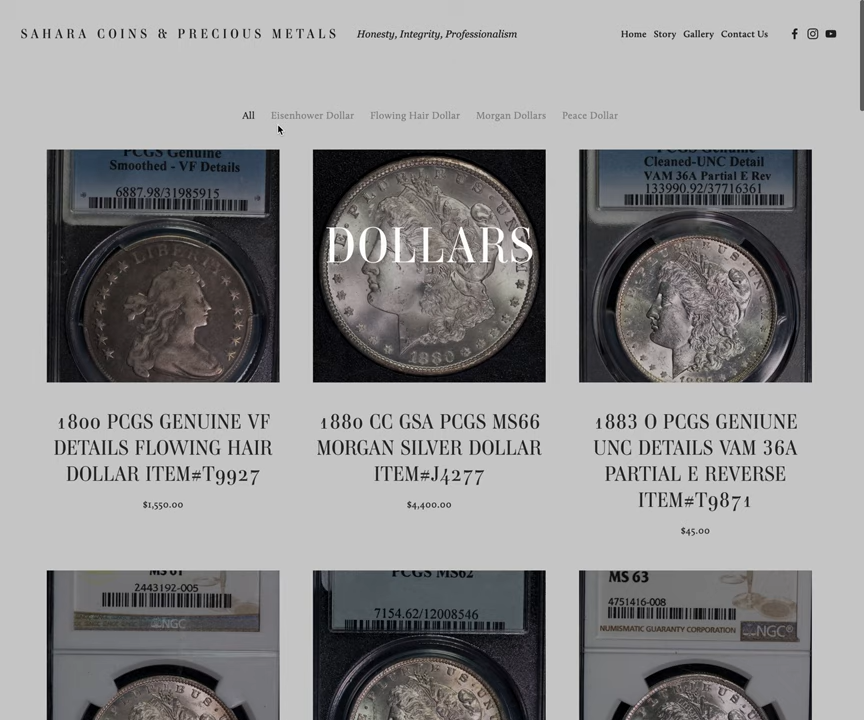 SAHARA COINS & PRECIOUS METALS
Honesty, Integrity, Professionalism
Home Story Gallery Contact Us
All Eisenhower Dollar Flowing Hair Dollar Morgan Dollars Peace Dollar
PCGS Genuine
Smoothed - VF Details
6887.98/31985915
LIBERTY
DOLLARS
1880
PCGS Genuine
Cleaned-UNC Detail
VAM 36A Partial E Rev
133990.92/37716361
1800 PCGS GENUINE VF
DETAILS FLOWING HAIR
DOLLAR ITEM#T9927
$1,550.00
1880 CC GSA PCGS MS66
MORGAN SILVER DOLLAR
ITEM#J4277
$4,400.00
1883 O PCGS GENIUNE
UNC DETAILS VAM 36A
PARTIAL E REVERSE
ITEM#T9871
$45.00
MS 61
2443192-005
NGC
PCGS MS62
7154.62/12008546
MS 63
4751416-008
NUMISMATIC GUARANTY CORPORATION NGC®